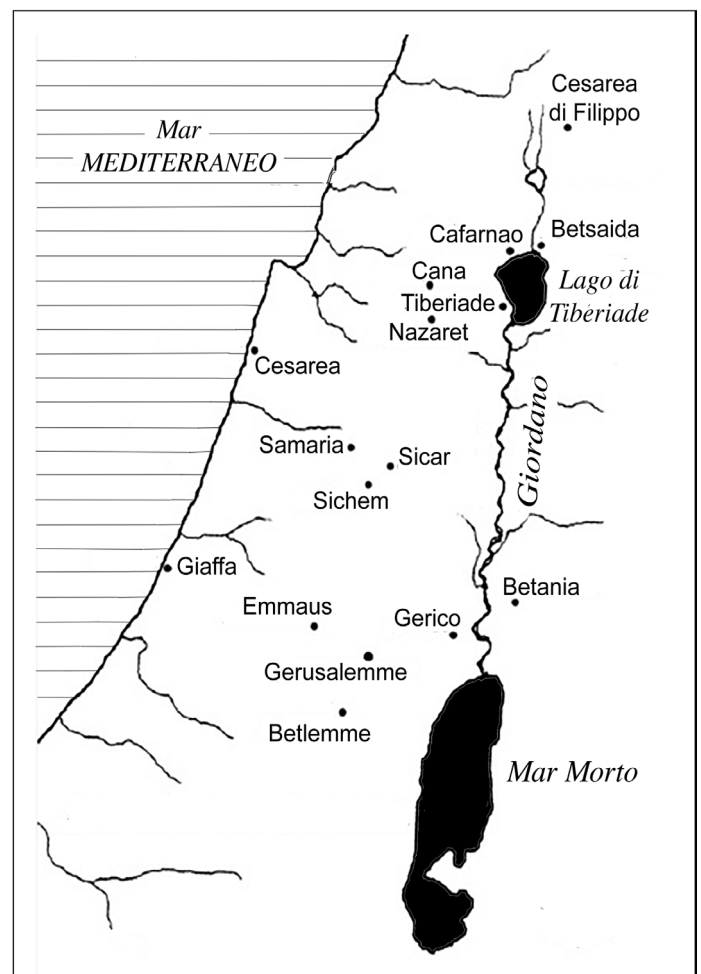 Cesarea
di Filippo
Mar
MEDITERRANEO
Cafarnao
Betsaida
Cana
Lago di
Tiberiade
Tiberiade
Nazaret
Cesarea
Giordano
Samaria
Sicar
Sichem
Giaffa
Betania
Emmaus
Gerico
Gerusalemme
Betlemme
Mar Morto